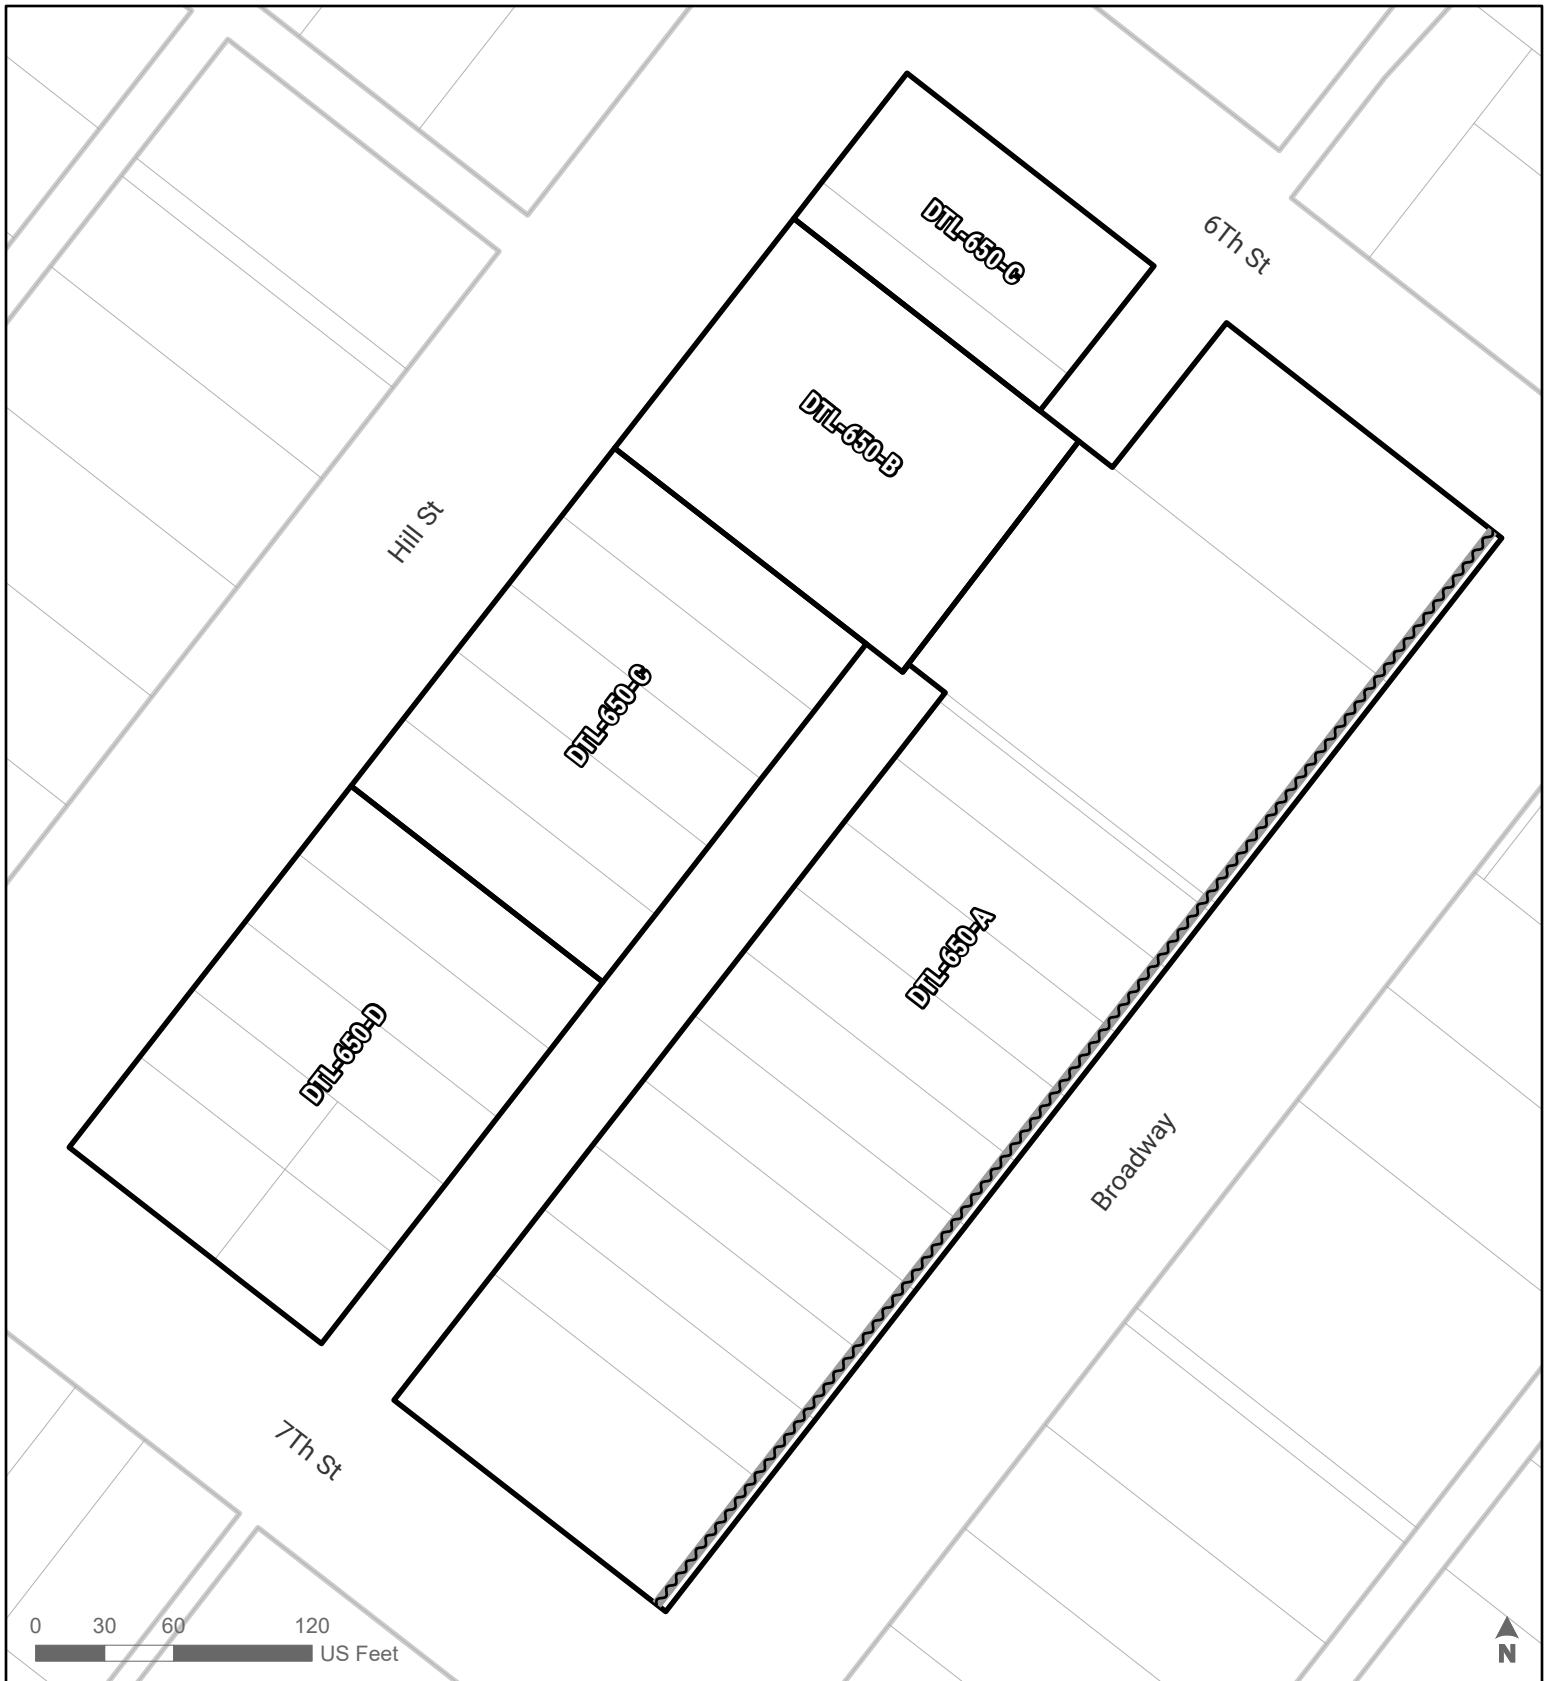 DTL-650-C
6Th St
DTL-650-B
Hill St
DTL-650-C
DTL-650-A
DTL-650-D
Broadway
7Th St
0 30 60 120
US Feet
N